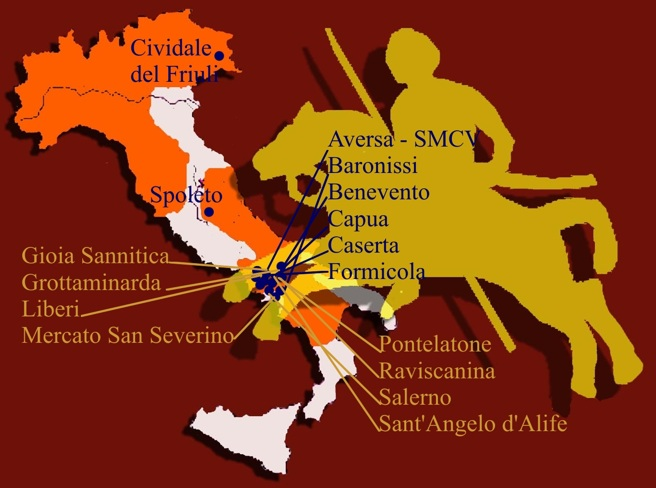 Cividale
del Friuli
Spoleto
Aversa - SMCV
Baronissi
Benevento
Capua
Caserta
Formicola
Gioia Sannitica
Grottaminarda
Liberi
Mercato San Severino
Pontelatone
Raviscanina
Salerno
Sant'Angelo d'Alife